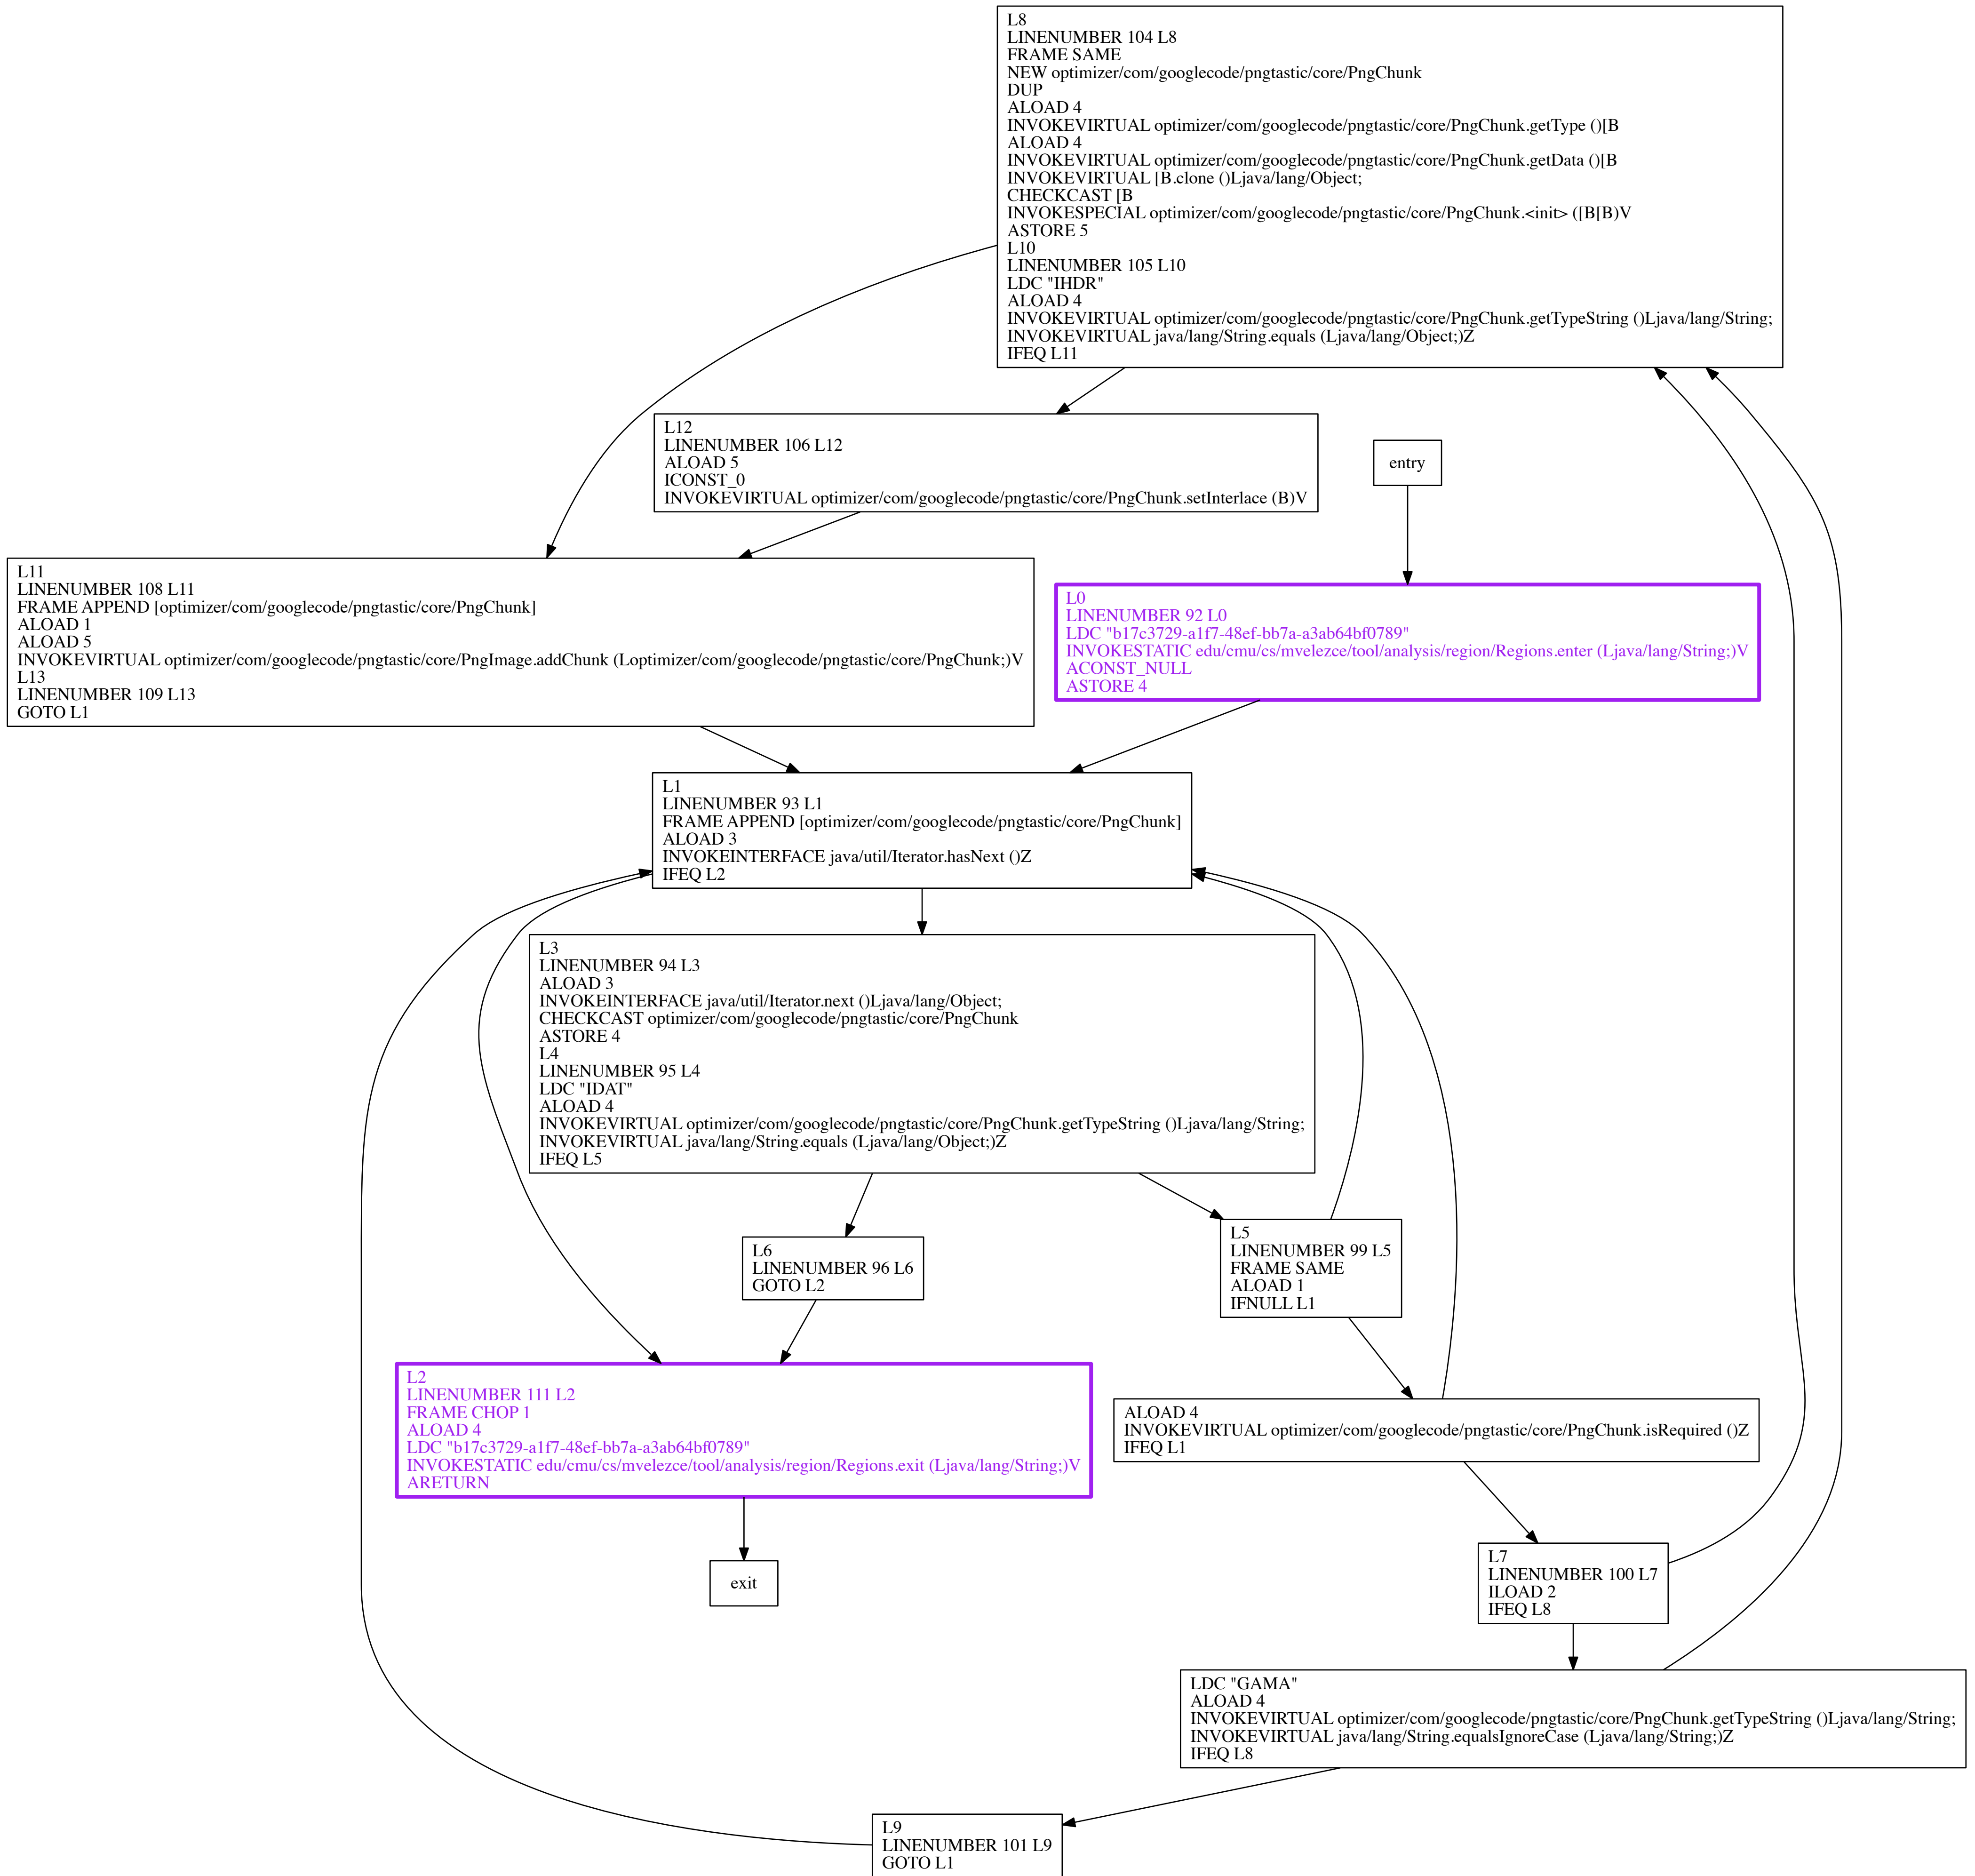 L8
LINENUMBER 104 L8
FRAME SAME
NEW optimizer/com/googlecode/pngtastic/core/PngChunk
DUP
ALOAD 4
INVOKEVIRTUAL optimizer/com/googlecode/pngtastic/core/PngChunk.getType ()[B
ALOAD 4
INVOKEVIRTUAL optimizer/com/googlecode/pngtastic/core/PngChunk.getData ()[B
INVOKEVIRTUAL [B.clone ()Ljava/lang/Object;
CHECKCAST [B
INVOKESPECIAL optimizer/com/googlecode/pngtastic/core/PngChunk.<init> ([B[B)V
ASTORE 5
L10
LINENUMBER 105 L10
LDC "IHDR"
ALOAD 4
INVOKEVIRTUAL optimizer/com/googlecode/pngtastic/core/PngChunk.getTypeString ()Ljava/lang/String;
INVOKEVIRTUAL java/lang/String.equals (Ljava/lang/Object;)Z
IFEQ L11
L12
LINENUMBER 106 L12
ALOAD 5
ICONST_0
INVOKEVIRTUAL optimizer/com/googlecode/pngtastic/core/PngChunk.setInterlace (B)V
entry
L11
LINENUMBER 108 L11
FRAME APPEND [optimizer/com/googlecode/pngtastic/core/PngChunk]
ALOAD 1
ALOAD 5
INVOKEVIRTUAL optimizer/com/googlecode/pngtastic/core/PngImage.addChunk (Loptimizer/com/googlecode/pngtastic/core/PngChunk;)V
L13
LINENUMBER 109 L13
GOTO L1
L0
LINENUMBER 92 L0
LDC "b17c3729-a1f7-48ef-bb7a-a3ab64bf0789"
INVOKESTATIC edu/cmu/cs/mvelezce/tool/analysis/region/Regions.enter (Ljava/lang/String;)V
ACONST_NULL
ASTORE 4
L1
LINENUMBER 93 L1
FRAME APPEND [optimizer/com/googlecode/pngtastic/core/PngChunk]
ALOAD 3
INVOKEINTERFACE java/util/Iterator.hasNext ()Z
IFEQ L2
L3
LINENUMBER 94 L3
ALOAD 3
INVOKEINTERFACE java/util/Iterator.next ()Ljava/lang/Object;
CHECKCAST optimizer/com/googlecode/pngtastic/core/PngChunk
ASTORE 4
L4
LINENUMBER 95 L4
LDC "IDAT"
ALOAD 4
INVOKEVIRTUAL optimizer/com/googlecode/pngtastic/core/PngChunk.getTypeString ()Ljava/lang/String;
INVOKEVIRTUAL java/lang/String.equals (Ljava/lang/Object;)Z
IFEQ L5
L6
LINENUMBER 96 L6
GOTO L2
L5
LINENUMBER 99 L5
FRAME SAME
ALOAD 1
IFNULL L1
L2
LINENUMBER 111 L2
FRAME CHOP 1
ALOAD 4
LDC "b17c3729-a1f7-48ef-bb7a-a3ab64bf0789"
INVOKESTATIC edu/cmu/cs/mvelezce/tool/analysis/region/Regions.exit (Ljava/lang/String;)V
ARETURN
ALOAD 4
INVOKEVIRTUAL optimizer/com/googlecode/pngtastic/core/PngChunk.isRequired ()Z
IFEQ L1
exit
L7
LINENUMBER 100 L7
ILOAD 2
IFEQ L8
LDC "GAMA"
ALOAD 4
INVOKEVIRTUAL optimizer/com/googlecode/pngtastic/core/PngChunk.getTypeString ()Ljava/lang/String;
INVOKEVIRTUAL java/lang/String.equalsIgnoreCase (Ljava/lang/String;)Z
IFEQ L8
L9
LINENUMBER 101 L9
GOTO L1